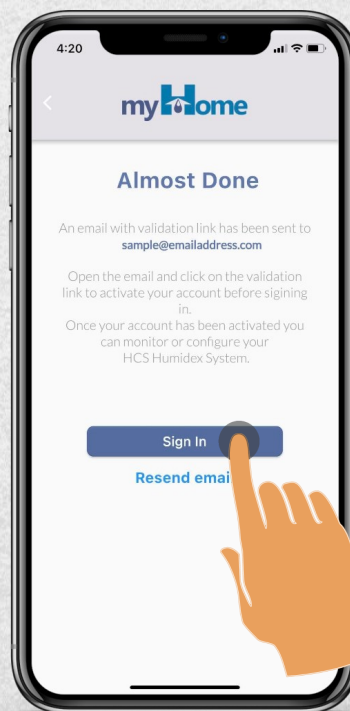 4:20
myHome
Almost Done
An email with validation link has been sent to
sample@emailaddress.com
Open the email and click on the validation
link to activate your account before sigining
in.
Once your account has been activated you
can monitor or configure your
HCS Humidex System.
Sign In
Resend emai